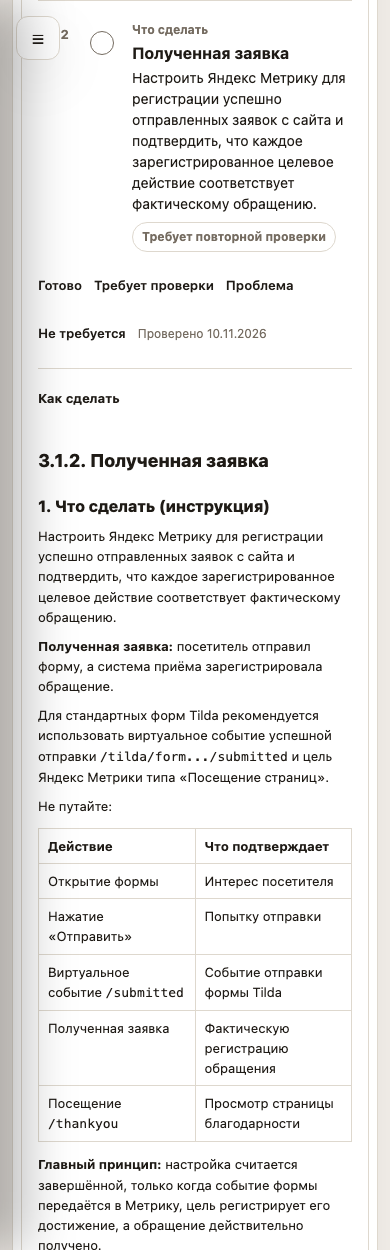 2
Что сделать
Полученная заявка
Настроить Яндекс Метрику для
регистрации успешно
отправленных заявок с сайта и
подтвердить, что каждое
зарегистрированное целевое
действие соответствует
фактическому обращению.
Требует повторной проверки
Готово Требует проверки Проблема
Не требуется Проверено 10.11.2026
Как сделать
3.1.2. Полученная заявка
1. Что сделать (инструкция)
Настроить Яндекс Метрику для регистрации
успешно отправленных заявок с сайта и
подтвердить, что каждое зарегистрированное
целевое действие соответствует фактическому
обращению.
Полученная заявка: посетитель отправил
форму, а система приёма зарегистрировала
обращение.
Для стандартных форм Tilda рекомендуется
использовать виртуальное событие успешной
отправки /tilda/form.../submitted и цель
Яндекс Метрики типа «Посещение страниц».
Не путайте:
Действие Что подтверждает
Открытие формы Интерес посетителя
Нажатие Попытку отправки
«Отправить»
Виртуальное Событие отправки
событие /submitted формы Tilda
Полученная заявка Фактическую
регистрацию
обращения
Посещение Просмотр страницы
/thankyou благодарности
Главный принцип: настройка считается
завершённой, только когда событие формы
передаётся в Метрику, цель регистрирует его
достижение, а обращение действительно
получено.